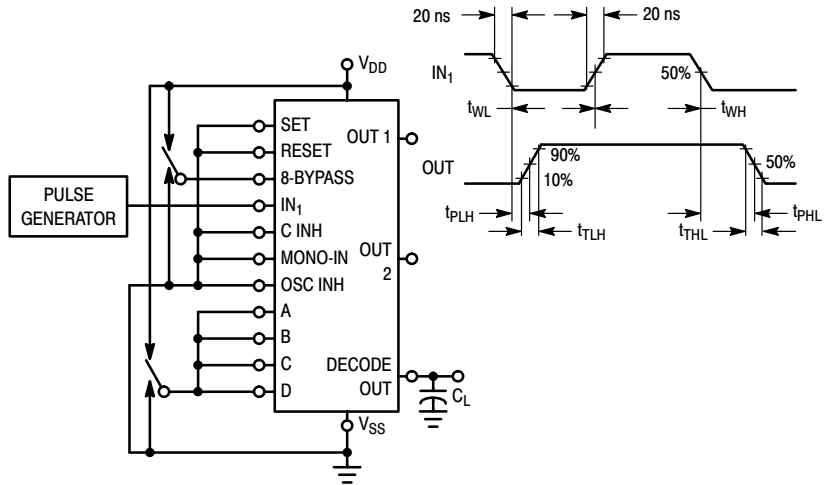 20 ns
20 ns
IN1
50%
tWL
tWH
OUT
90%
10%
50%
tPLH
tTLH
tTHL
tPHL
VDD
SET
RESET
8-BYPASS
IN1
C INH
MONO-IN
OSC INH
A
B
C
D
OUT 1
OUT
2
DECODE
OUT
CL
VSS
PULSE
GENERATOR